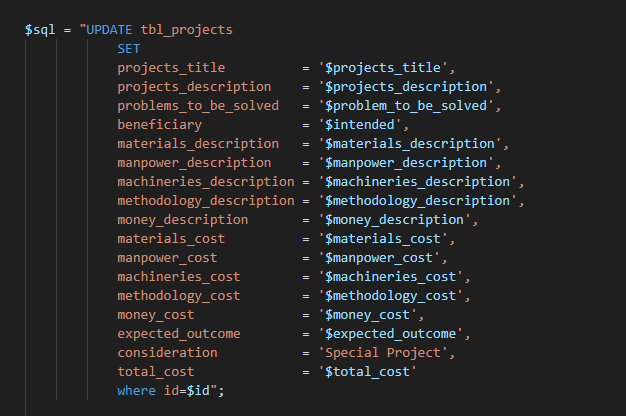 $sql = "UPDATE tbl_projects
SET
projects_title = '$projects_title',
projects_description = '$projects_description',
problems_to_be_solved = '$problem_to_be_solved',
beneficiary = '$intended',
materials_description = '$materials_description',
manpower_description = '$manpower_description',
machineries_description = '$machineries_description',
methodology_description = '$methodology_description',
money_description = '$money_description',
materials_cost = '$materials_cost',
manpower_cost = '$manpower_cost',
machineries_cost = '$machineries_cost',
methodology_cost = '$methodology_cost',
money_cost = '$money_cost',
expected_outcome = '$expected_outcome',
consideration = 'Special Project',
total_cost = '$total_cost'
where id=$id";